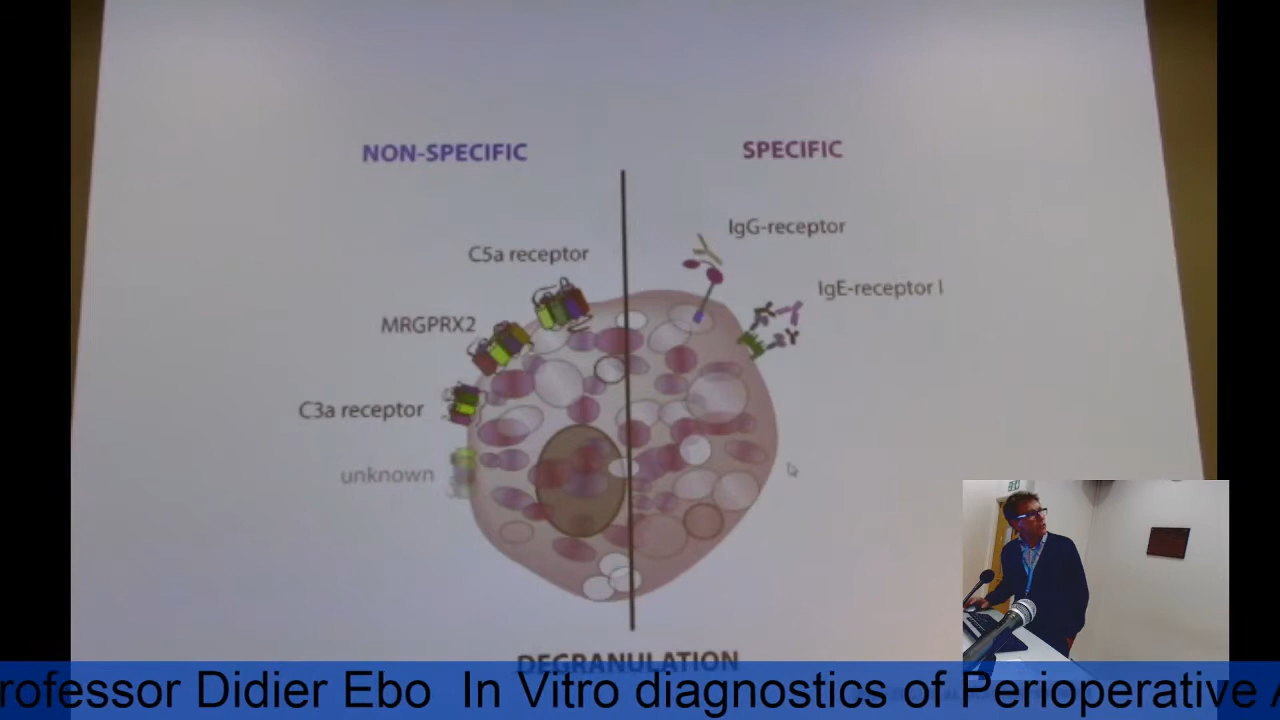 NON-SPECIFIC
SPECIFIC
IgG-receptor
C5a receptor
IgE-receptor I
MRGPRX2
C3a receptor
unknown
DEGRANULATION
rofessor Didier Ebo In Vitro diagnostics of Perioperative